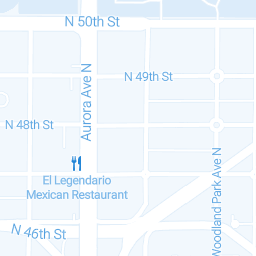 N 50th St
N 49th St
Aurora Ave N
N 48th St
El Legendario
Mexican Restaurant
Woodland Park Ave N
N 46th St